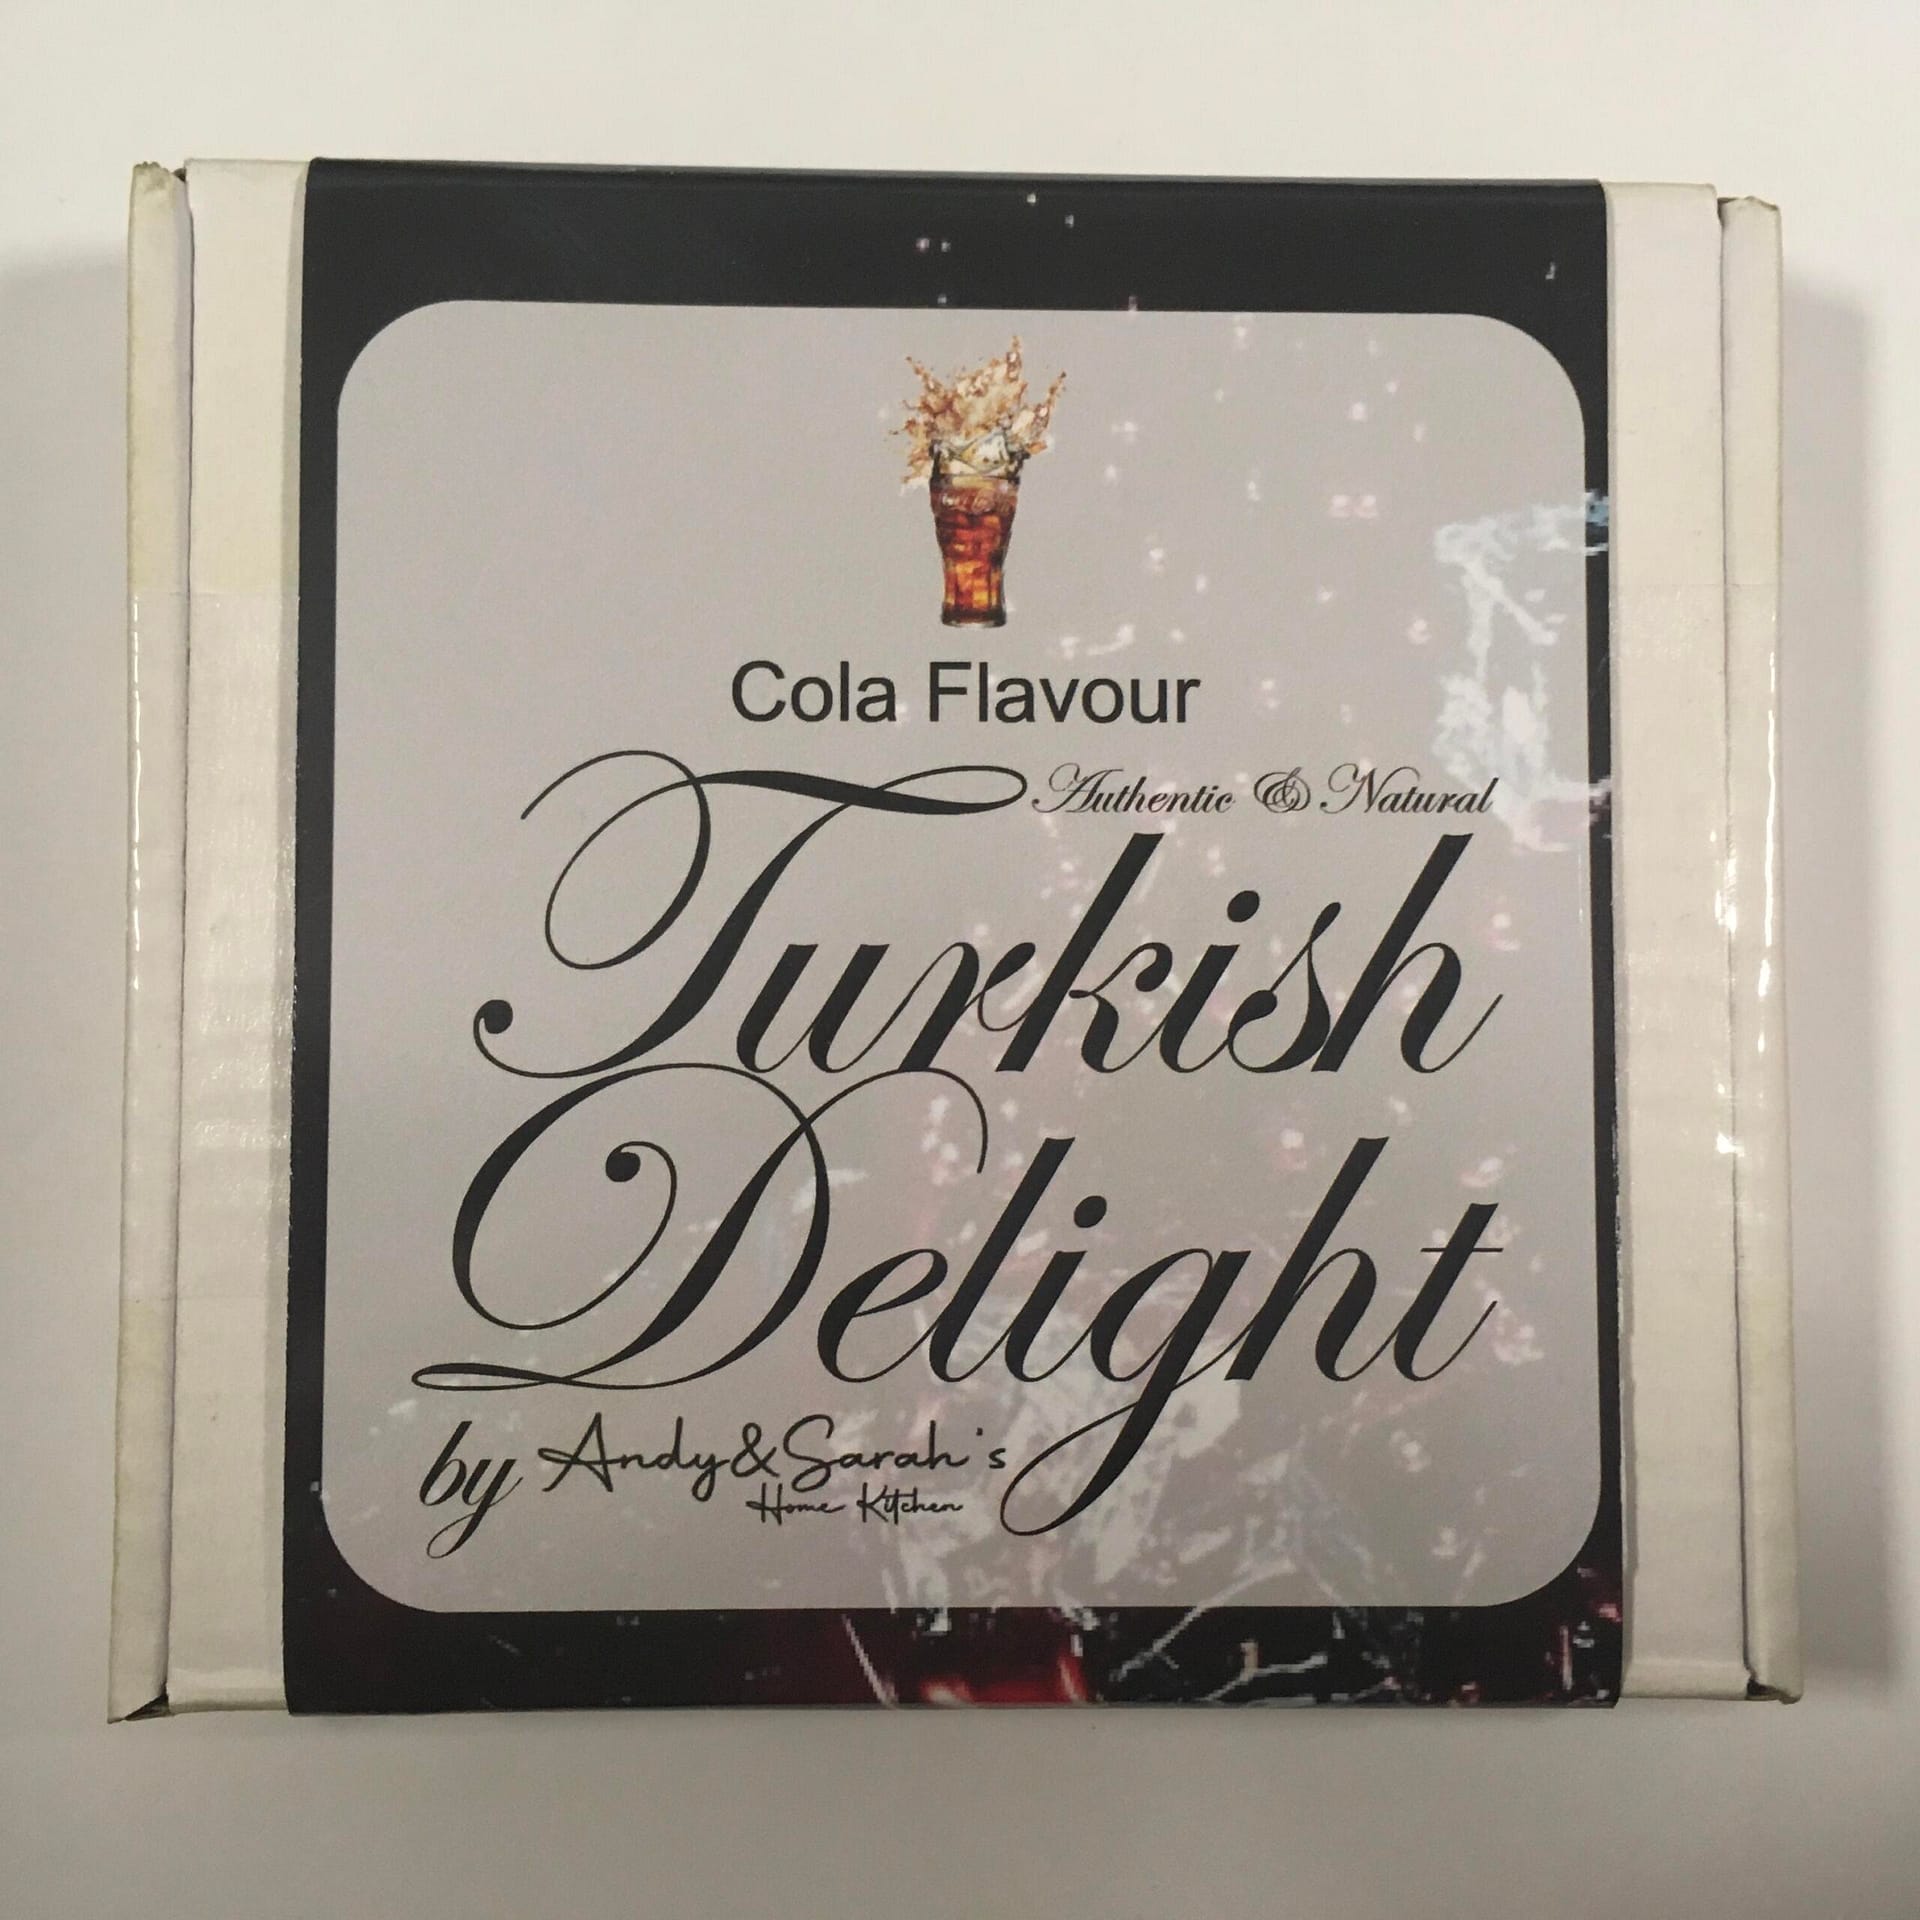 Cola Flavour
Authentic & Natural
Turkish
Delight
by Andy&Sarah's
Home Kitchen